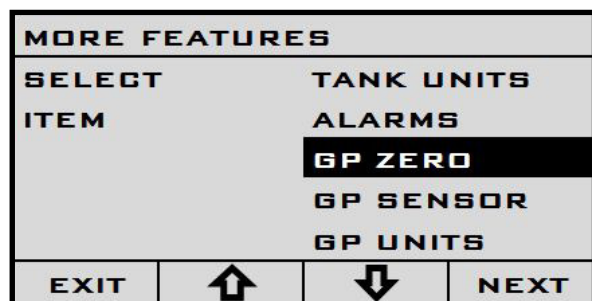 MORE FEATURES
SELECT TANK UNITS
ITEM ALARMS
GP ZERO
GP SENSOR
GP UNITS
EXIT NEXT